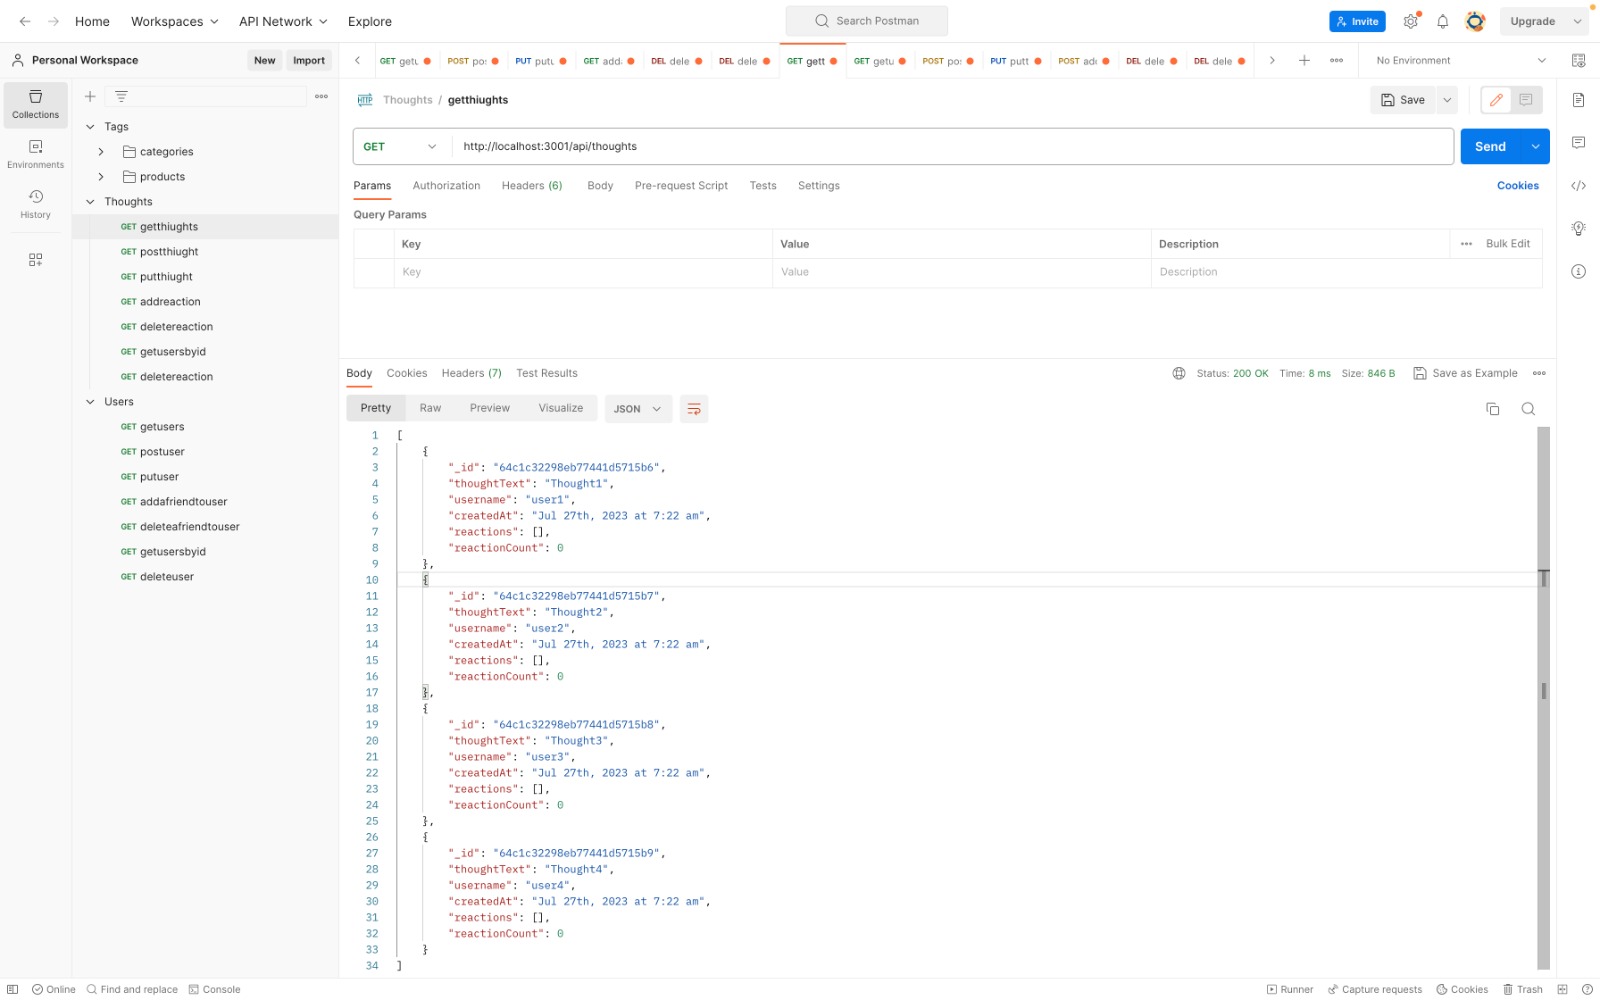 Home Workspaces API Network Explore Search Postman Invite Upgrade
Personal Workspace New Import
GET getu POST po: PUT putu GET add DEL dele DEL dele GET gett GET getu POST po: PUT putt POST ad DEL dele DEL dele No Environment
Collections
Environments
History
Tags
categories
products
Thoughts
GET getthiughts
GET postthiught
GET putthiught
GET addreaction
GET deletereaction
GET getusersbyid
GET deletereaction
Users
GET getusers
GET postuser
GET putuser
GET addafriendtouser
GET deleteafriendtouser
GET getusersbyid
GET deleteuser
HTTP Thoughts / getthiughts Save
GET http://localhost:3001/api/thoughts Send
Params Authorization Headers (6) Body Pre-request Script Tests Settings Cookies
Query Params
Key Value Description Bulk Edit
Key Value Description
Body Cookies Headers (7) Test Results Status: 200 OK Time: 8 ms Size: 846 B Save as Example
Pretty Raw Preview Visualize JSON
1 [
2 {
3 "_id": "64c1c32298eb77441d5715b6",
4 "thoughtText": "Thought1",
5 "username": "user1",
6 "createdAt": "Jul 27th, 2023 at 7:22 am",
7 "reactions": [],
8 "reactionCount": 0
9 },
10 {
11 "_id": "64c1c32298eb77441d5715b7",
12 "thoughtText": "Thought2",
13 "username": "user2",
14 "createdAt": "Jul 27th, 2023 at 7:22 am",
15 "reactions": [],
16 "reactionCount": 0
17 },
18 {
19 "_id": "64c1c32298eb77441d5715b8",
20 "thoughtText": "Thought3",
21 "username": "user3",
22 "createdAt": "Jul 27th, 2023 at 7:22 am",
23 "reactions": [],
24 "reactionCount": 0
25 },
26 {
27 "_id": "64c1c32298eb77441d5715b9",
28 "thoughtText": "Thought4",
29 "username": "user4",
30 "createdAt": "Jul 27th, 2023 at 7:22 am",
31 "reactions": [],
32 "reactionCount": 0
33 }
34 ]
Online Find and replace Console Runner Capture requests Cookies Trash